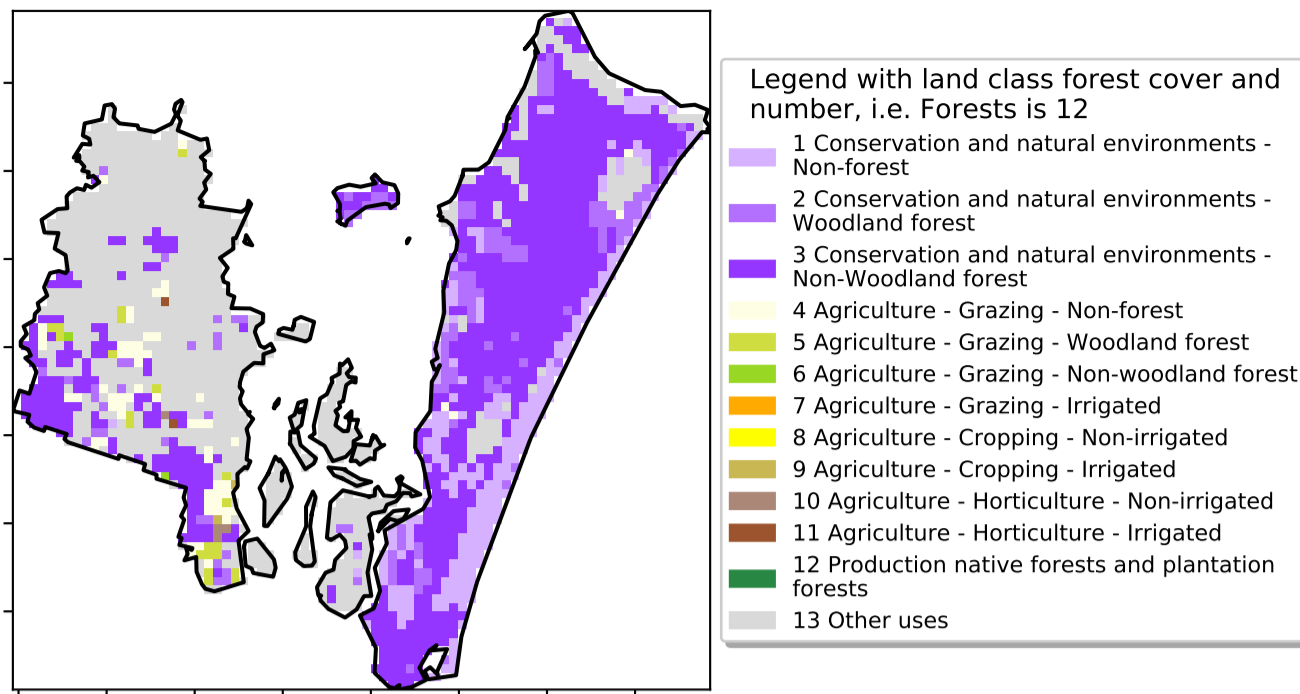 Legend with land class forest cover and
number, i.e. Forests is 12
1 Conservation and natural environments -
Non-forest
2 Conservation and natural environments -
Woodland forest
3 Conservation and natural environments -
Non-Woodland forest
4 Agriculture - Grazing - Non-forest
5 Agriculture - Grazing - Woodland forest
6 Agriculture - Grazing - Non-woodland forest
7 Agriculture - Grazing - Irrigated
8 Agriculture - Cropping - Non-irrigated
9 Agriculture - Cropping - Irrigated
10 Agriculture - Horticulture - Non-irrigated
11 Agriculture - Horticulture - Irrigated
12 Production native forests and plantation
forests
13 Other uses